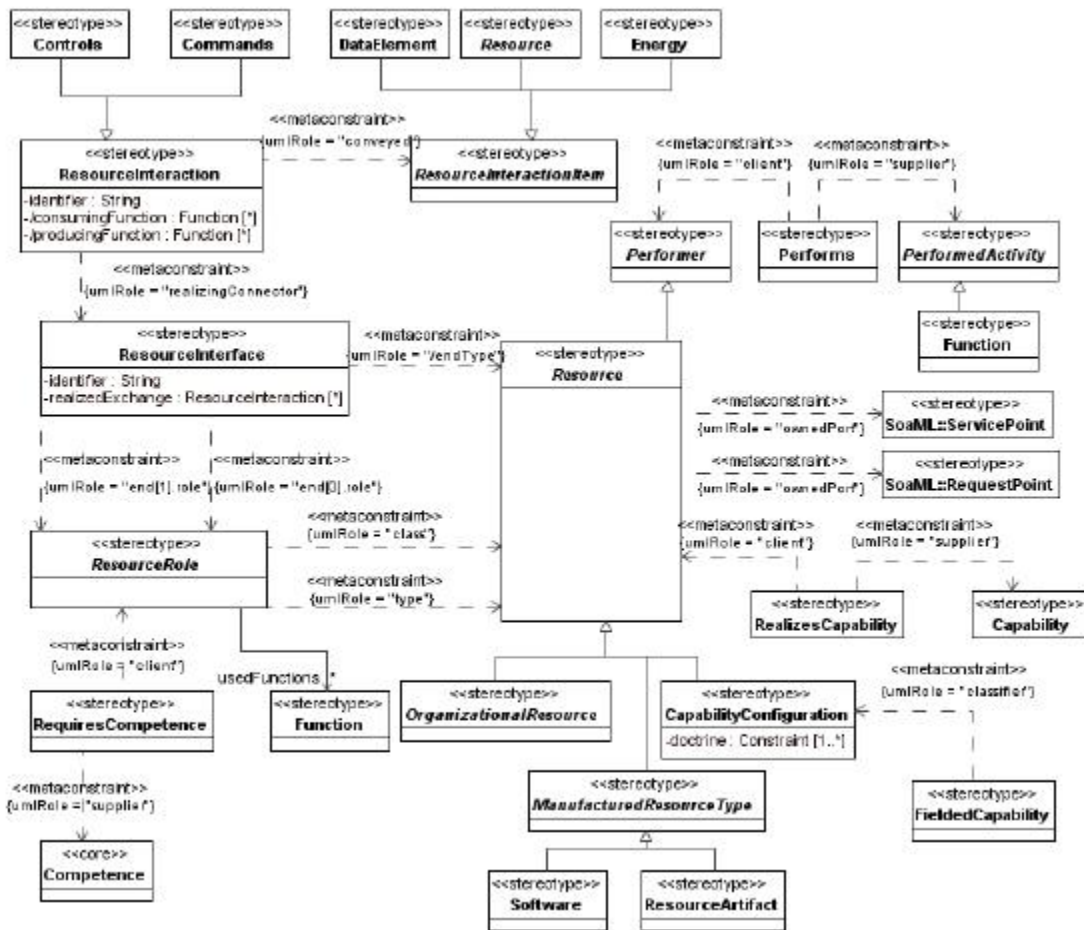 <<stereotype>>
Controls
<<stereotype>>
Commands
<<stereotype>>
DataElement
<<stereotype>>
Resource
<<stereotype>>
Energy
<<metaconstraint>>
{umlRole = "conveyed"}
<<stereotype>>
ResourceInteraction
-identifier : String
-/consumingFunction : Function [*]
-/producingFunction : Function [*]
<<stereotype>>
ResourceInteractionItem
<<metaconstraint>>
{umlRole = "client"}
<<metaconstraint>>
{umlRole = "supplier"}
<<stereotype>>
Performer
<<stereotype>>
Performs
<<stereotype>>
PerformedActivity
<<metaconstraint>>
{umlRole = "realizingConnector"}
<<stereotype>>
Function
<<stereotype>>
ResourceInterface
-identifier : String
-realizedExchange : ResourceInteraction [*]
<<metaconstraint>>
{umlRole = "/endType"}
<<stereotype>>
Resource
<<metaconstraint>>
{umlRole = "ownedPort"}
<<stereotype>>
SoaML::ServicePoint
<<metaconstraint>>
{umlRole = "ownedPort"}
<<stereotype>>
SoaML::RequestPoint
<<metaconstraint>>
{umlRole = "end[1].role"}
<<metaconstraint>>
{umlRole = "end[0].role"
<<metaconstraint>>
{umlRole = "class"}
<<metaconstraint>>
{umlRole = "client"}
<<metaconstraint>>
{umlRole = "supplier"}
<<stereotype>>
ResourceRole
<<metaconstraint>>
{umlRole = "type"}
<<stereotype>>
RealizesCapability
<<stereotype>>
Capability
<<metaconstraint>>
{umlRole = "client"}
usedFunctions *
<<stereotype>>
RequiresCompetence
<<stereotype>>
Function
<<stereotype>>
OrganizationalResource
<<stereotype>>
CapabilityConfiguration
-doctrine : Constraint [1..*]
<<metaconstraint>>
{umlRole = "classifier"}
<<metaconstraint>>
{umlRole = "supplier"}
<<stereotype>>
ManufacturedResourceType
<<stereotype>>
FieldedCapability
<<core>>
Competence
<<stereotype>>
Software
<<stereotype>>
ResourceArtifact